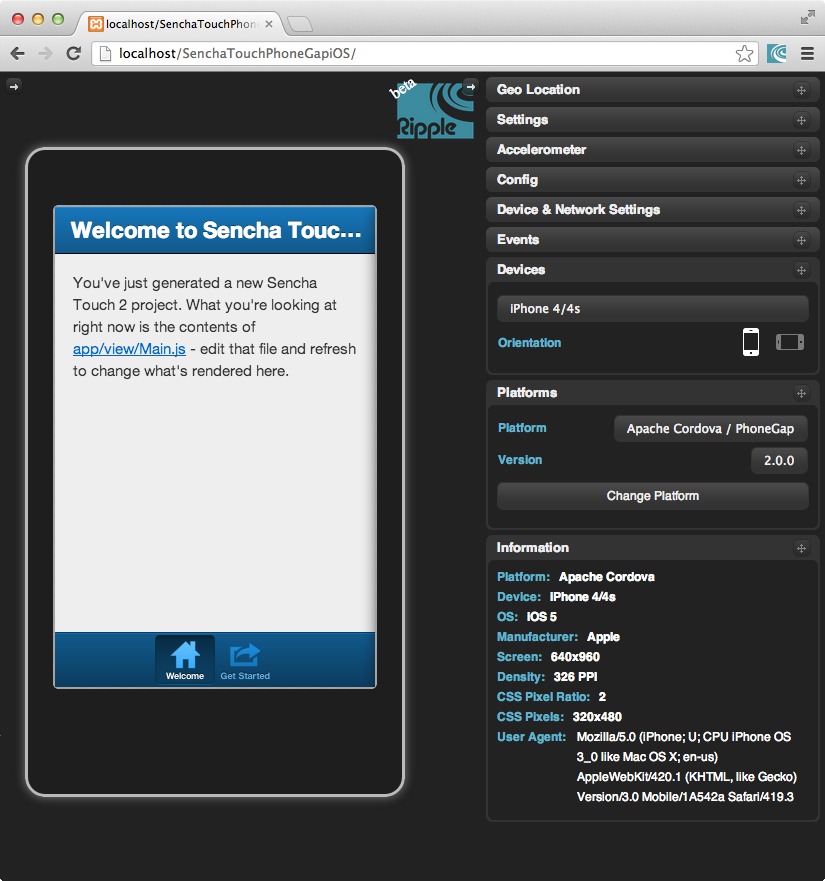 localhost/SenchaTouchPhone
localhost/SenchaTouchPhoneGapiOS/
beta
Ripple
Welcome to Sencha Touc...
You've just generated a new Sencha
Touch 2 project. What you're looking at
right now is the contents of
app/view/Main.js - edit that file and refresh
to change what's rendered here.
Welcome
Get Started
Geo Location
Settings
Accelerometer
Config
Device & Network Settings
Events
Devices
iPhone 4/4s
Orientation
Platforms
Platform Apache Cordova / PhoneGap
Version 2.0.0
Change Platform
Information
Platform: Apache Cordova
Device: iPhone 4/4s
OS: iOS 5
Manufacturer: Apple
Screen: 640x960
Density: 326 PPI
CSS Pixel Ratio: 2
CSS Pixels: 320x480
User Agent: Mozilla/5.0 (iPhone; U; CPU iPhone OS
3_0 like Mac OS X; en-us)
AppleWebKit/420.1 (KHTML, like Gecko)
Version/3.0 Mobile/1A542a Safari/419.3